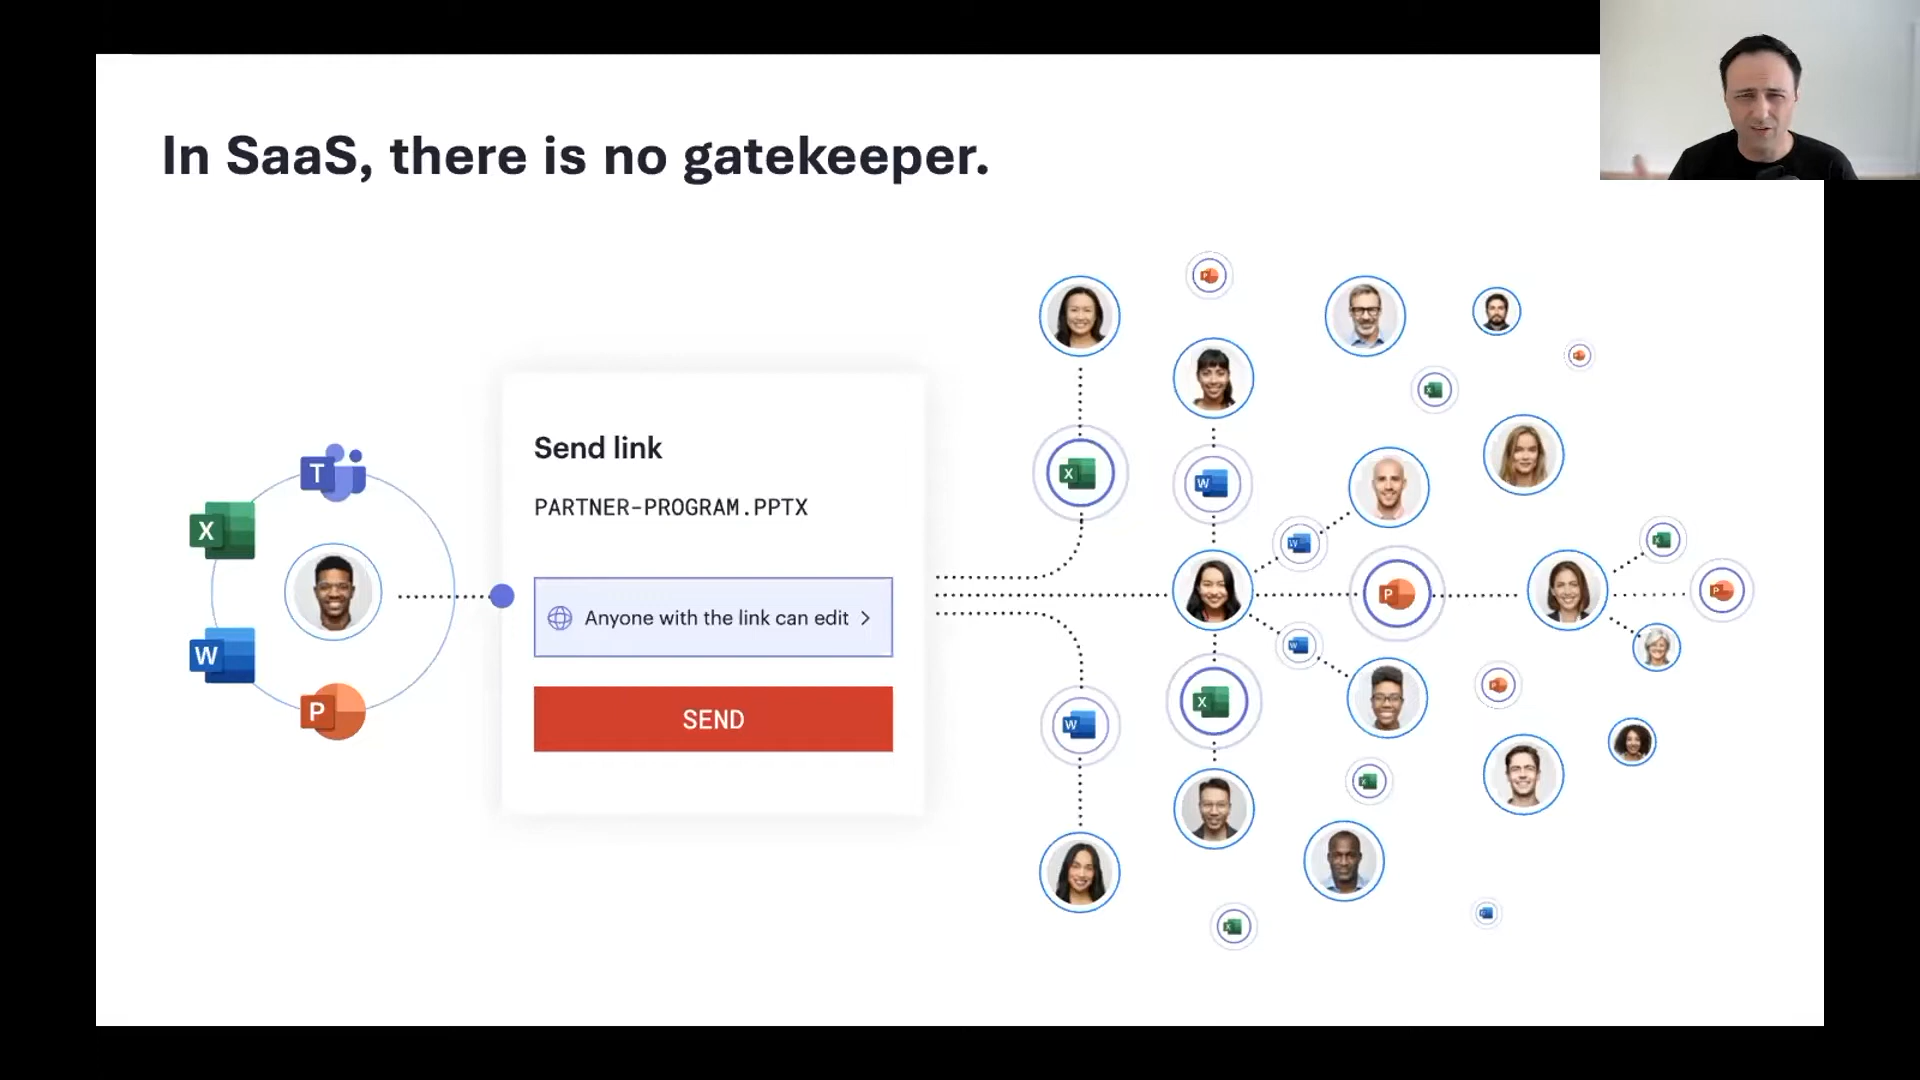 In SaaS, there is no gatekeeper.
T
X
W
P
Send link
PARTNER-PROGRAM.PPTX
Anyone with the link can edit
SEND
P
X
X
W
W
P
X
P
W
X
P
W
X
X
W